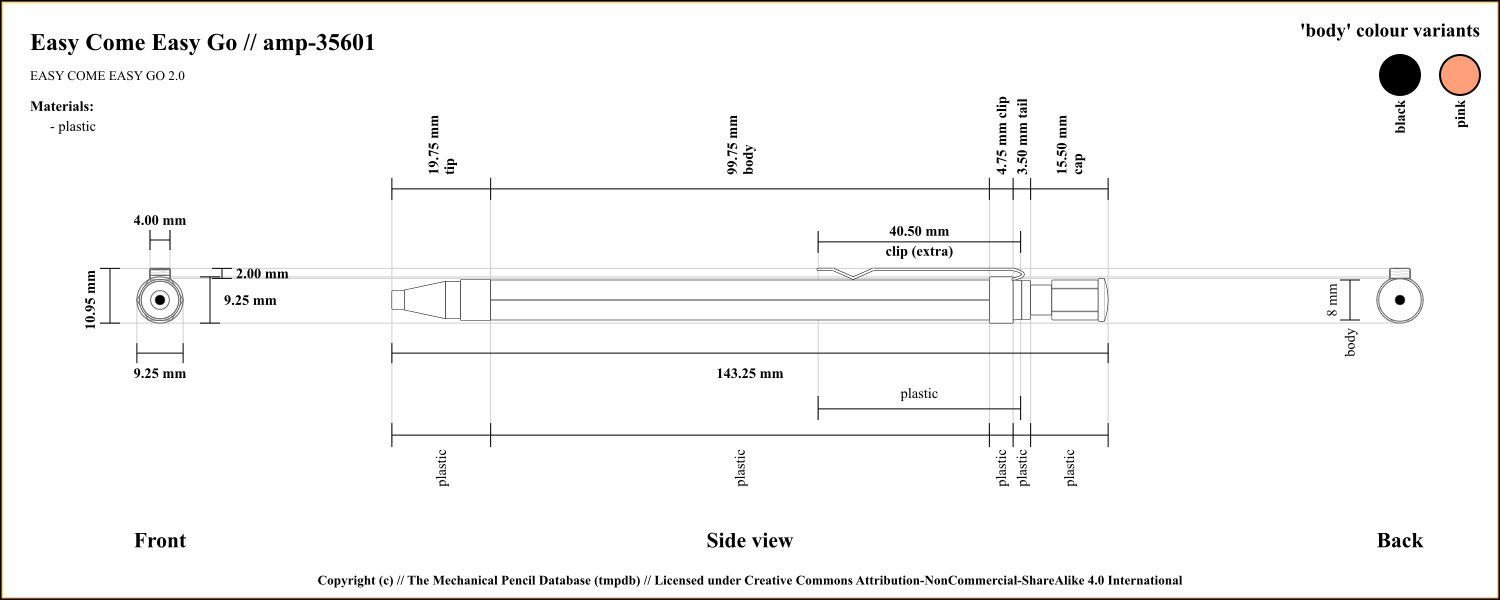 Easy Come Easy Go // amp-35601
EASY COME EASY GO 2.0
Materials:
- plastic
'body' colour variants
black
pink
19.75 mm
tip
99.75 mm
body
4.75 mm clip
3.50 mm tail
15.50 mm
cap
40.50 mm
clip (extra)
4.00 mm
2.00 mm
9.25 mm
10.95 mm
9.25 mm
8 mm
body
143.25 mm
plastic
plastic
plastic
plastic
plastic
plastic
Front
Side view
Back
Copyright (c) // The Mechanical Pencil Database (tmpdb) // Licensed under Creative Commons Attribution-NonCommercial-ShareAlike 4.0 International